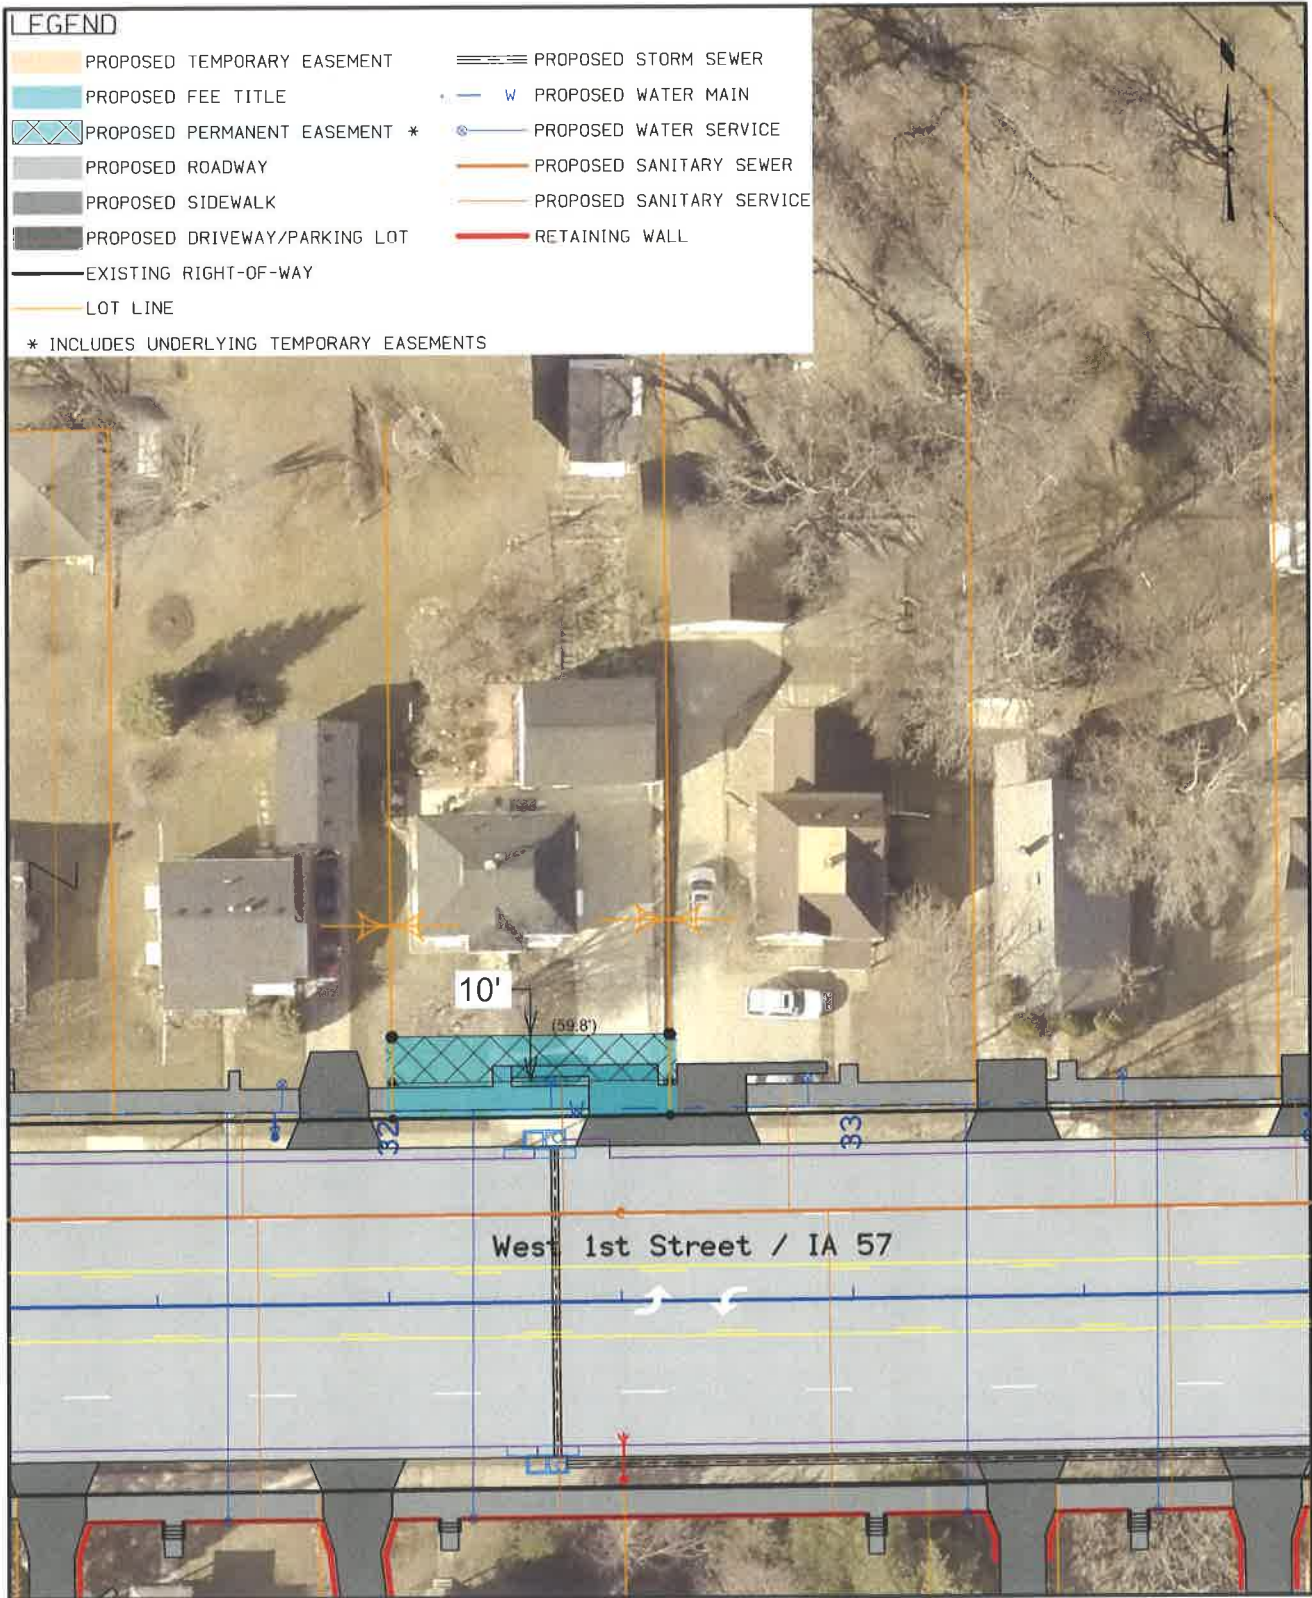 LEGEND
PROPOSED TEMPORARY EASEMENT
PROPOSED FEE TITLE
PROPOSED PERMANENT EASEMENT *
PROPOSED ROADWAY
PROPOSED SIDEWALK
PROPOSED DRIVEWAY/PARKING LOT
EXISTING RIGHT-OF-WAY
LOT LINE
* INCLUDES UNDERLYING TEMPORARY EASEMENTS
PROPOSED STORM SEWER
W PROPOSED WATER MAIN
PROPOSED WATER SERVICE
PROPOSED SANITARY SEWER
PROPOSED SANITARY SERVICE
RETAINING WALL
10'
(59.8')
32
33
West 1st Street / IA 57